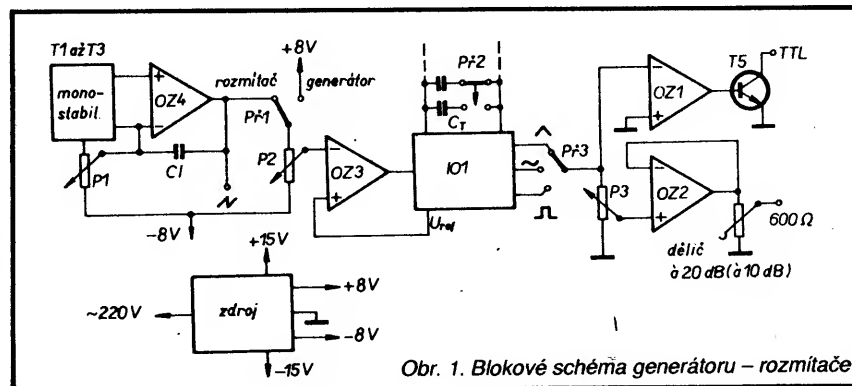 T1 až T3
mono-
stabil.
+
−
OZ4
rozmítač
+8V
generátor
Př1
P1
C1
P2
−8V
−
+
OZ3
Př2
C_T
IO1
U_ref
Př3
P3
−
+
OZ1
T5
TTL
−
+
OZ2
600Ω
dělič
à 20 dB (à 10 dB)
+15V
~220V
zdroj
+8V
−8V
−15V
Obr. 1. Blokové schéma generátoru – rozmítače